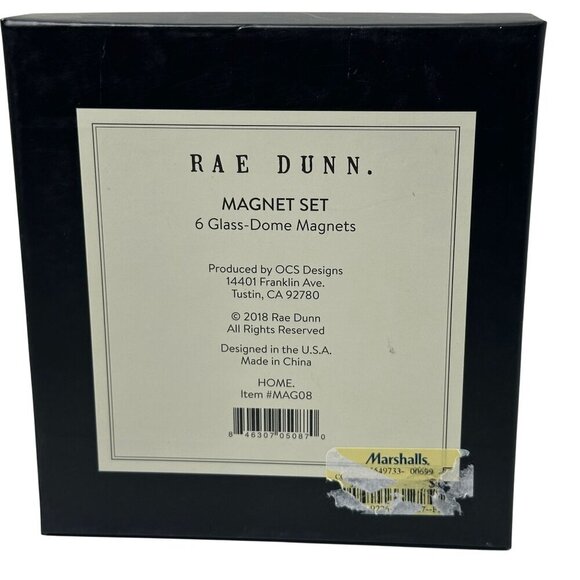 RAE DUNN.
MAGNET SET
6 Glass-Dome Magnets
Produced by OCS Designs
14401 Franklin Ave.
Tustin, CA 92780
© 2018 Rae Dunn
All Rights Reserved
Designed in the U.S.A.
Made in China
HOME.
Item #MAG08
8 46307 05087 0
Marshalls.
649733- 00699